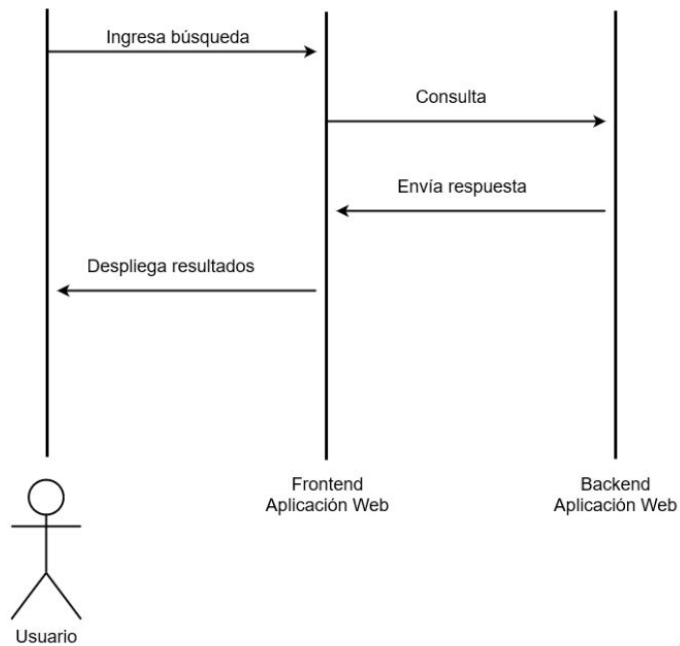 Ingresa búsqueda
Consulta
Envía respuesta
Despliega resultados
Frontend
Aplicación Web
Backend
Aplicación Web
Usuario